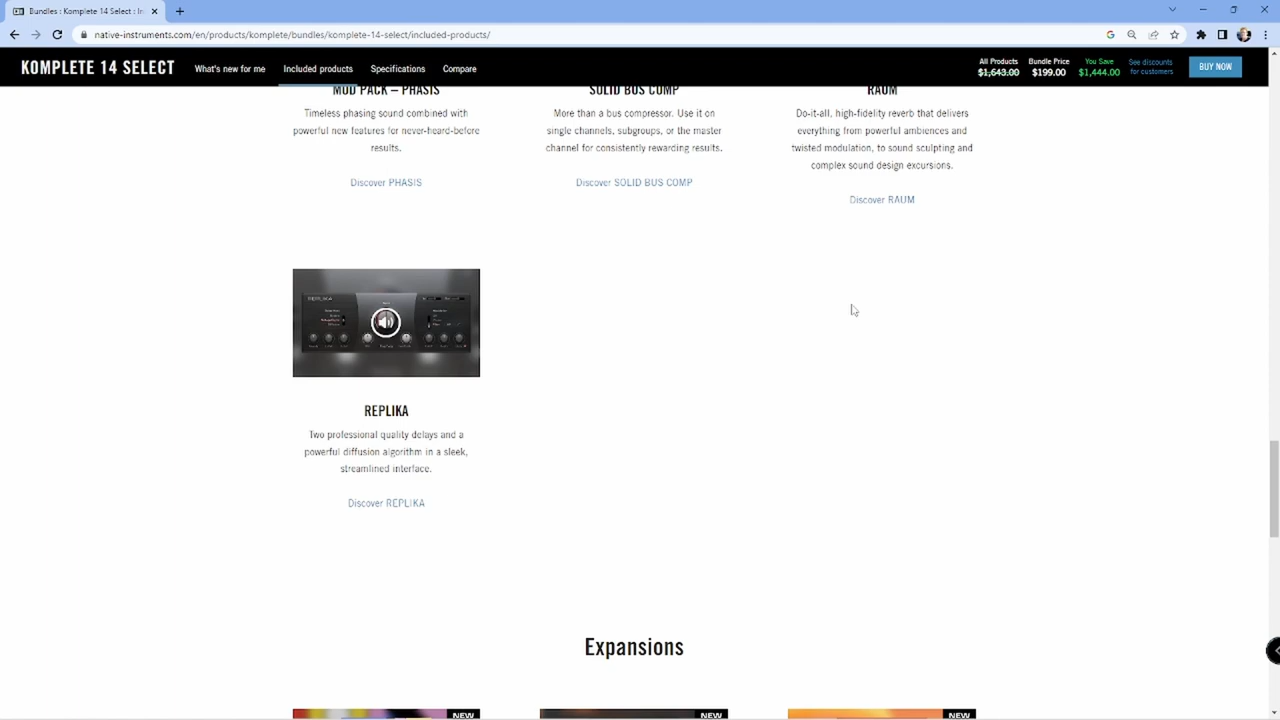 Bundles : Komplete 14 Select : In
native-instruments.com/en/products/komplete/bundles/komplete-14-select/included-products/
KOMPLETE 14 SELECT
What's new for me
Included products
Specifications
Compare
All Products
$1,643.00
Bundle Price
$199.00
You Save
$1,444.00
See discounts
for customers
BUY NOW
MOD PACK – PHASIS
Timeless phasing sound combined with
powerful new features for never-heard-before
results.
Discover PHASIS
SOLID BUS COMP
More than a bus compressor. Use it on
single channels, subgroups, or the master
channel for consistently rewarding results.
Discover SOLID BUS COMP
RAUM
Do-it-all, high-fidelity reverb that delivers
everything from powerful ambiences and
twisted modulation, to sound sculpting and
complex sound design excursions.
Discover RAUM
REPLIKA
REPLIKA
Two professional quality delays and a
powerful diffusion algorithm in a sleek,
streamlined interface.
Discover REPLIKA
Expansions
NEW
NEW
NEW